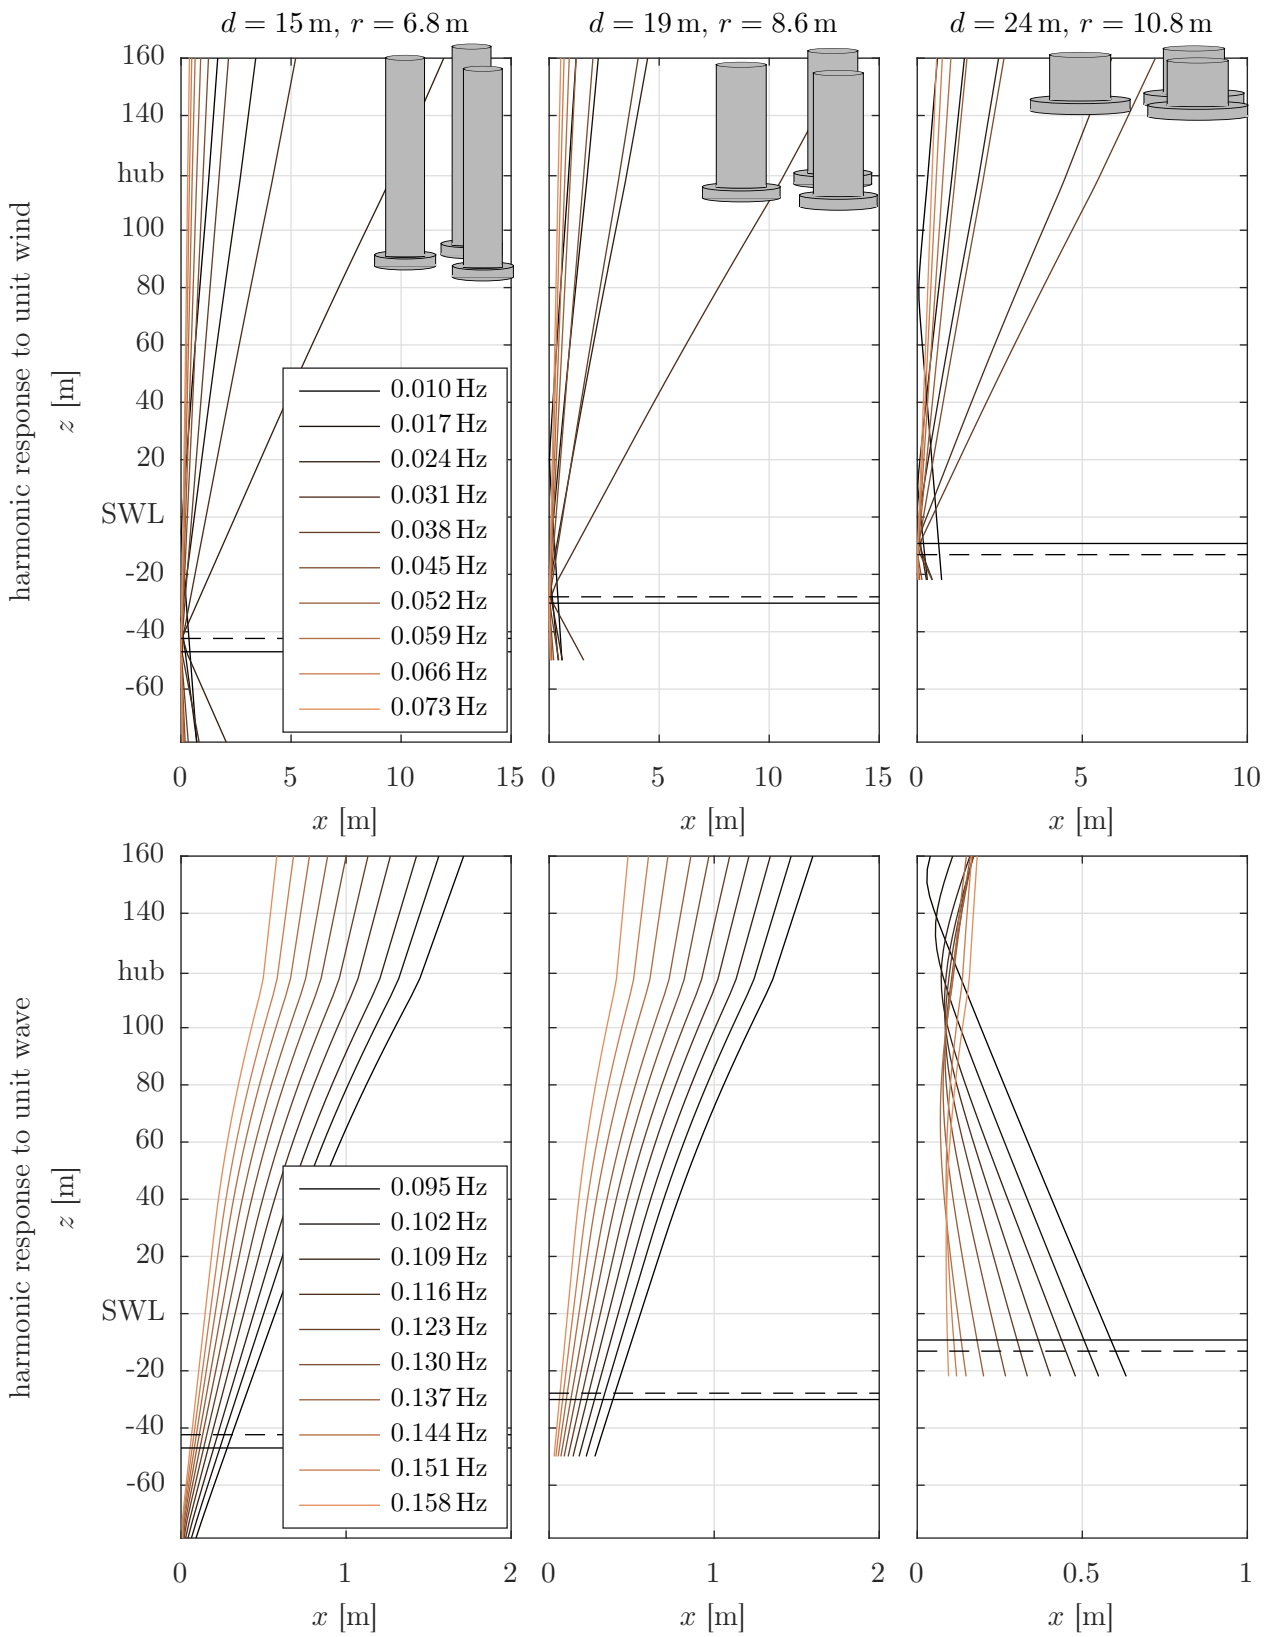 d = 15 m, r = 6.8 m
d = 19 m, r = 8.6 m
d = 24 m, r = 10.8 m
harmonic response to unit wind
z [m]
160
140
hub
100
80
60
40
20
SWL
-20
-40
-60
0.010 Hz
0.017 Hz
0.024 Hz
0.031 Hz
0.038 Hz
0.045 Hz
0.052 Hz
0.059 Hz
0.066 Hz
0.073 Hz
0 5 10 15
0 5 10 15
0 5 10
x [m]
x [m]
x [m]
harmonic response to unit wave
z [m]
160
140
hub
100
80
60
40
20
SWL
-20
-40
-60
0.095 Hz
0.102 Hz
0.109 Hz
0.116 Hz
0.123 Hz
0.130 Hz
0.137 Hz
0.144 Hz
0.151 Hz
0.158 Hz
0 1 2
0 1 2
0 0.5 1
x [m]
x [m]
x [m]